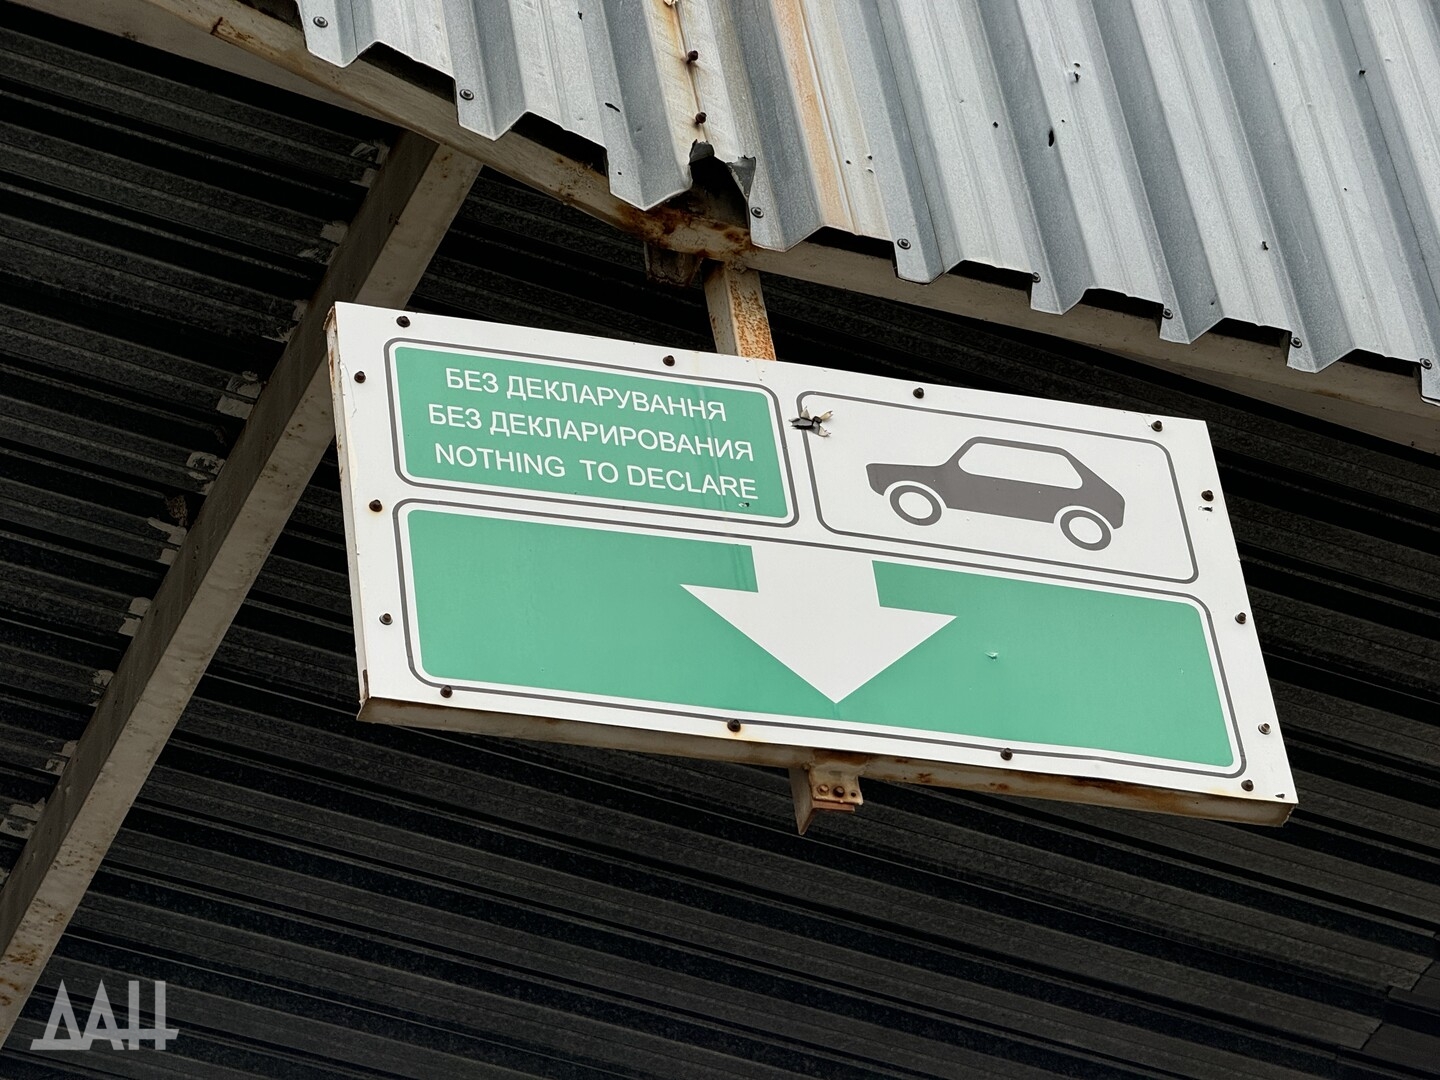 БЕЗ ДЕКЛАРУВАННЯ
БЕЗ ДЕКЛАРИРОВАНИЯ
NOTHING TO DECLARE
ДАН